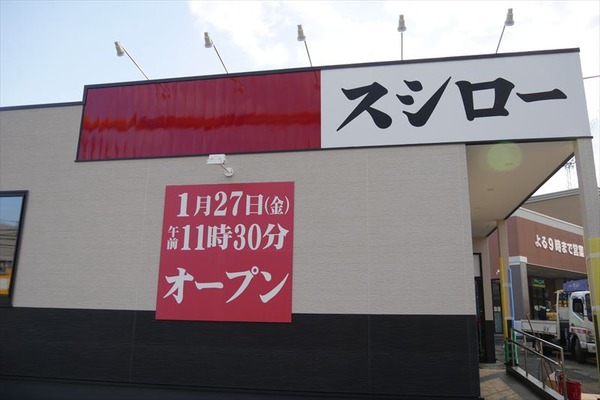 スシロー
1月27日(金)
午前11時30分
オープン
よる9時まで営業